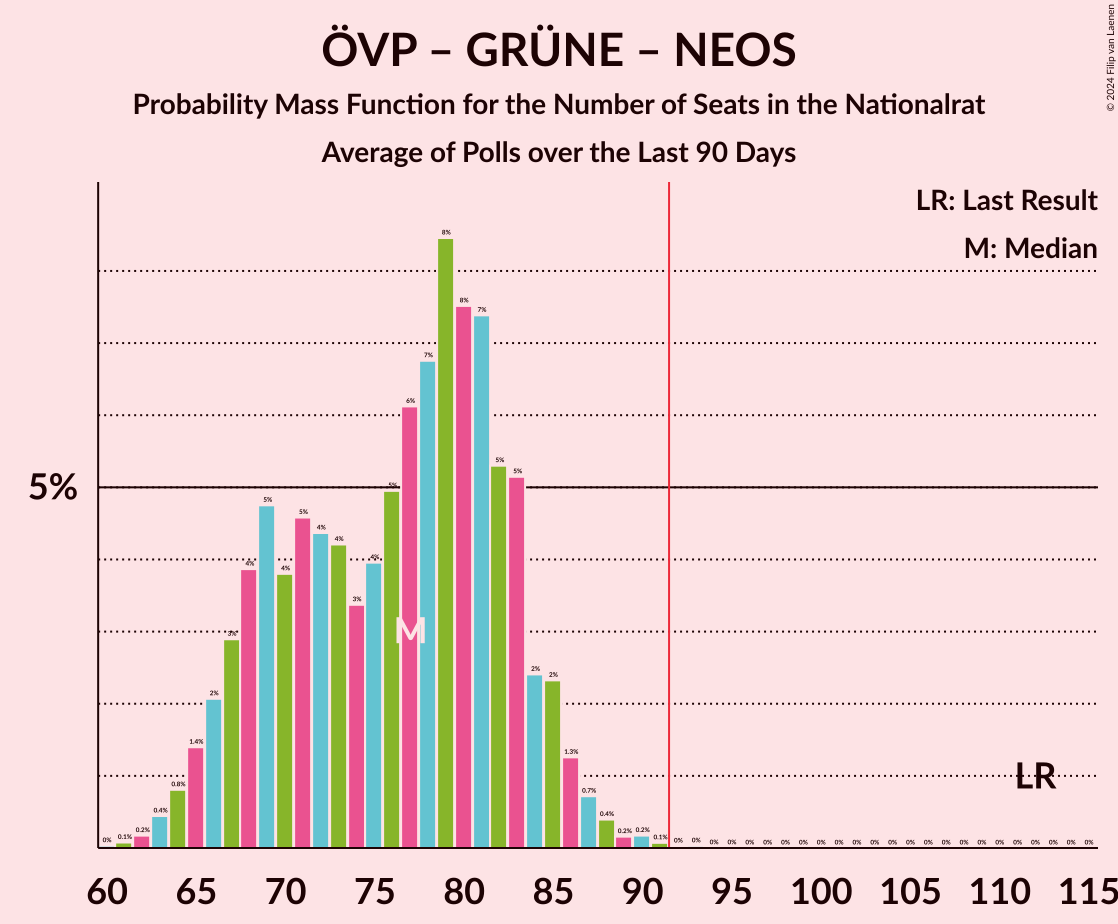 ÖVP – GRÜNE – NEOS
Probability Mass Function for the Number of Seats in the Nationalrat
Average of Polls over the Last 90 Days
© 2024 Filip van Laenen
LR: Last Result
M: Median
5%
0% 0.1% 0.2% 0.4% 0.8% 1.4% 2% 3% 4% 5% 4% 5% 4% 4% 3% 4% 5% 6% 7% 8% 8% 7% 5% 5% 2% 2% 1.3% 0.7% 0.4% 0.2% 0.2% 0.1% 0% 0% 0% 0% 0% 0% 0% 0% 0% 0% 0% 0% 0% 0% 0% 0% 0% 0% 0% 0% 0% 0% 0% 0%
M
LR
60 65 70 75 80 85 90 95 100 105 110 115